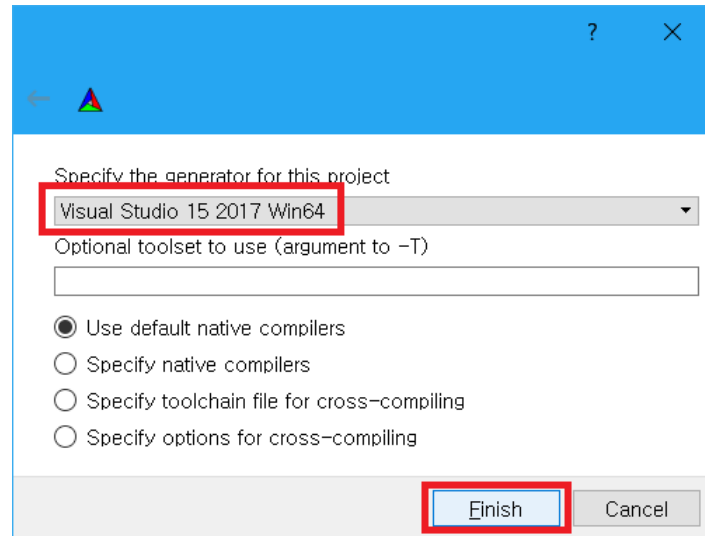 ?
Specify the generator for this project
Visual Studio 15 2017 Win64
Optional toolset to use (argument to -T)
Use default native compilers
Specify native compilers
Specify toolchain file for cross-compiling
Specify options for cross-compiling
Finish Cancel